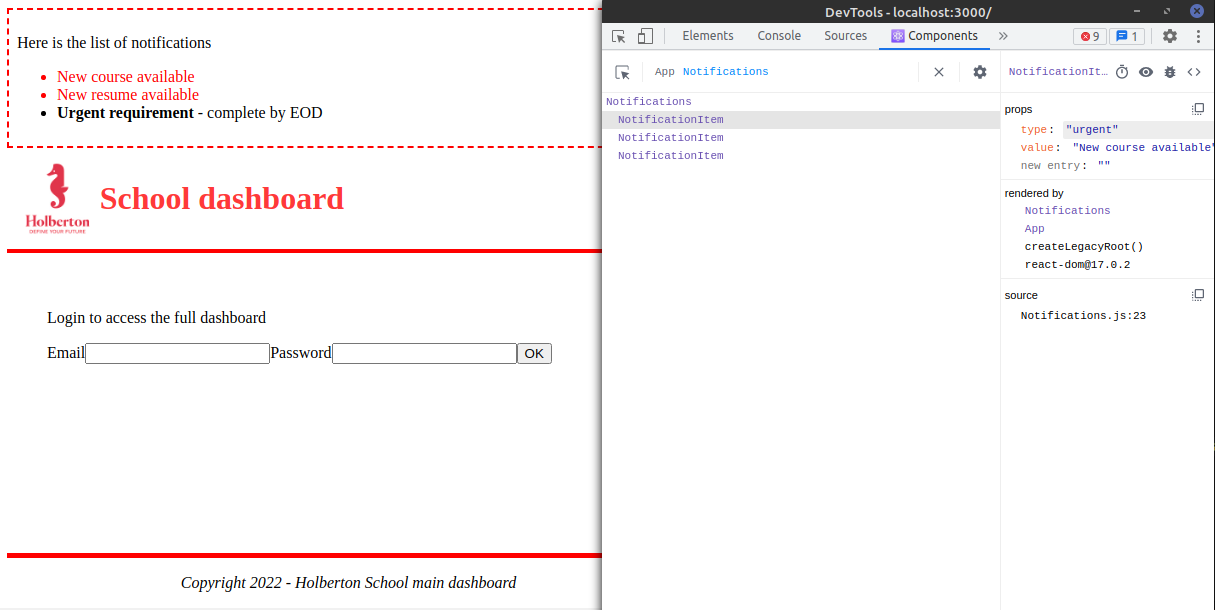 Here is the list of notifications
New course available
New resume available
Urgent requirement - complete by EOD
Holberton
DEFINE YOUR FUTURE
School dashboard
Login to access the full dashboard
Email Password OK
Copyright 2022 - Holberton School main dashboard
DevTools - localhost:3000/
Elements Console Sources Components 9 1
App Notifications
Notifications
NotificationItem
NotificationItem
NotificationItem
NotificationIt…
props
type: "urgent"
value: "New course available"
new entry: ""
rendered by
Notifications
App
createLegacyRoot()
react-dom@17.0.2
source
Notifications.js:23